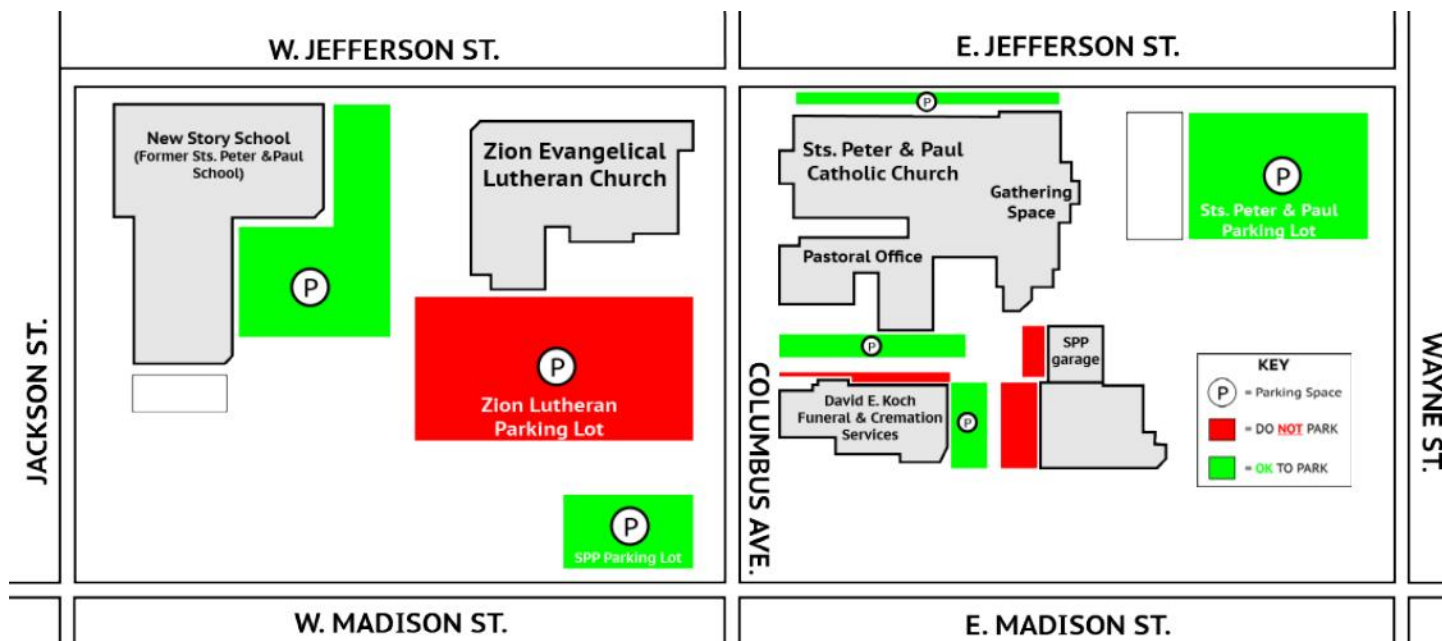 W. JEFFERSON ST.
E. JEFFERSON ST.
New Story School
(Former Sts. Peter &Paul
School)
P
Zion Evangelical
Lutheran Church
P
Zion Lutheran
Parking Lot
P
SPP Parking Lot
JACKSON ST.
COLUMBUS AVE.
P
Sts. Peter & Paul
Catholic Church
Gathering
Space
Pastoral Office
P
Sts. Peter & Paul
Parking Lot
P
SPP
garage
David E. Koch
Funeral & Cremation
Services
P
KEY
P = Parking Space
= DO NOT PARK
= OK TO PARK
WAYNE ST.
W. MADISON ST.
E. MADISON ST.